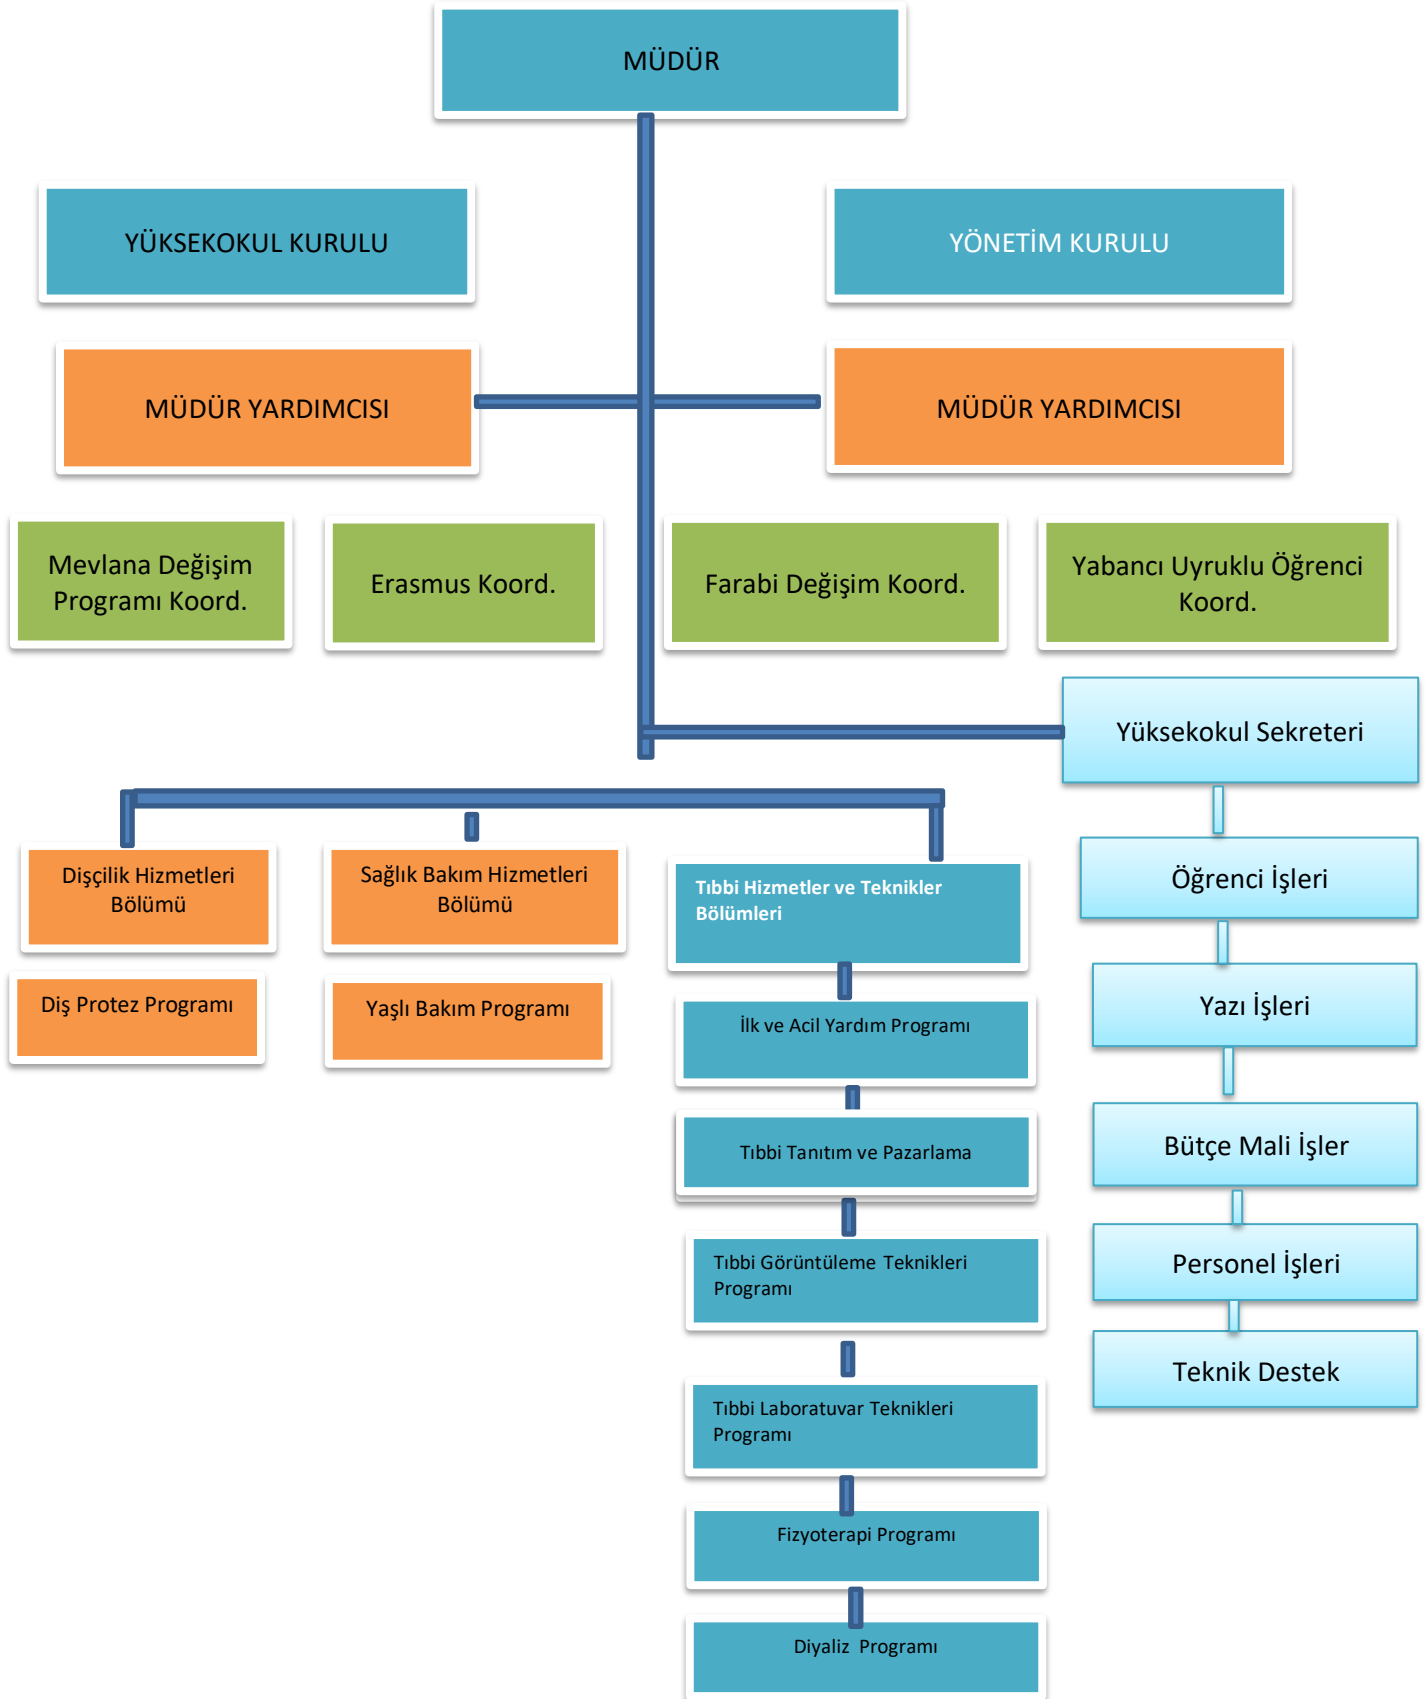 MÜDÜR
YÜKSEKOKUL KURULU
YÖNETİM KURULU
MÜDÜR YARDIMCISI
MÜDÜR YARDIMCISI
Mevlana Değişim
Programı Koord.
Erasmus Koord.
Farabi Değişim Koord.
Yabancı Uyruklu Öğrenci
Koord.
Yüksekokul Sekreteri
Dişçilik Hizmetleri
Bölümü
Sağlık Bakım Hizmetleri
Bölümü
Tıbbi Hizmetler ve Teknikler
Bölümleri
Öğrenci İşleri
Diş Protez Programı
Yaşlı Bakım Programı
İlk ve Acil Yardım Programı
Yazı İşleri
Tıbbi Tanıtım ve Pazarlama
Bütçe Mali İşler
Tıbbi Görüntüleme Teknikleri
Programı
Personel İşleri
Tıbbi Laboratuvar Teknikleri
Programı
Teknik Destek
Fizyoterapi Programı
Diyaliz Programı